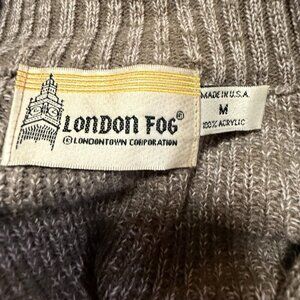 LONDON FOG®
© LONDONTOWN CORPORATION
MADE IN U.S.A.
M
100% ACRYLIC